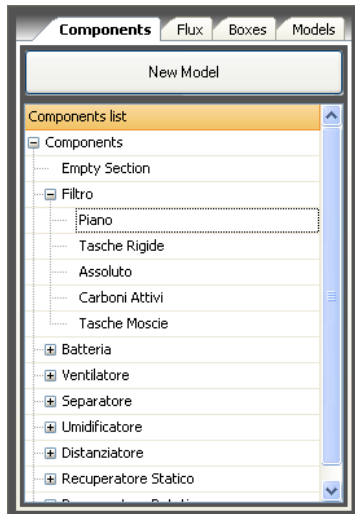 Components Flux Boxes Models
New Model
Components list
Components
Empty Section
Filtro
Piano
Tasche Rigide
Assoluto
Carboni Attivi
Tasche Moscie
Batteria
Ventilatore
Separatore
Umidificatore
Distanziatore
Recuperatore Statico